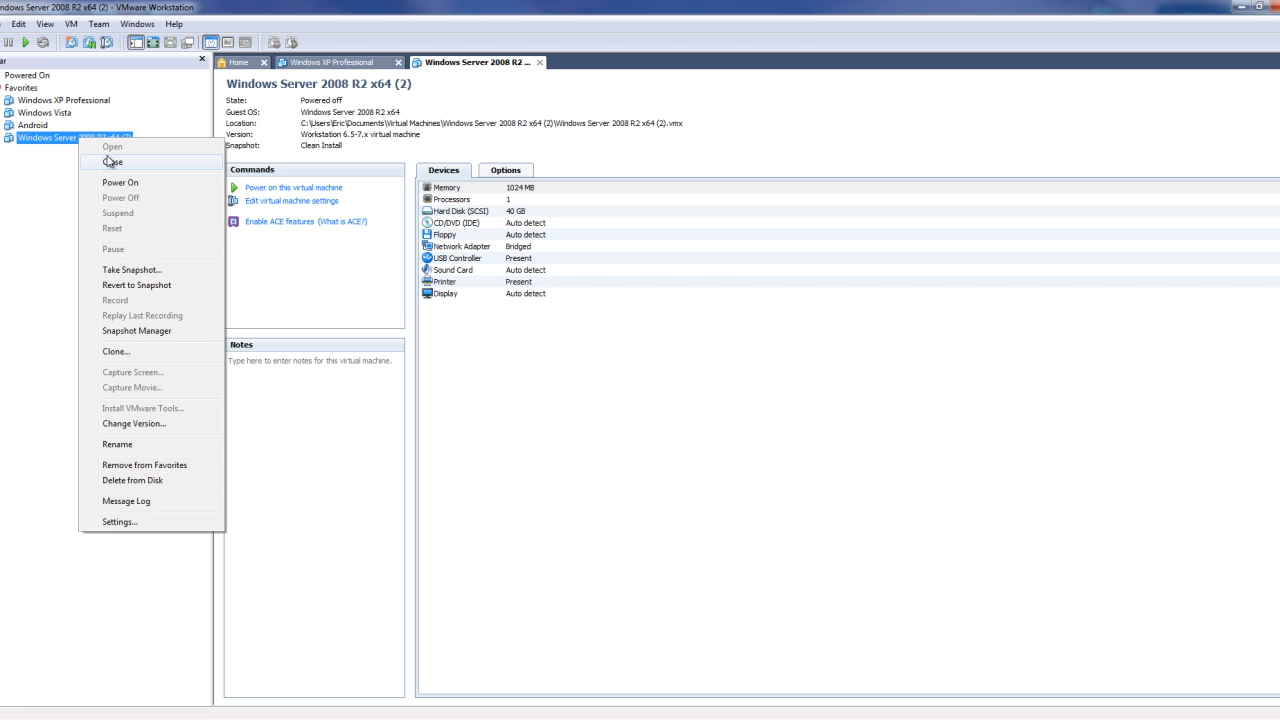 ndows Server 2008 R2 x64 (2) - VMware Workstation
Edit View VM Team Windows Help
ar
Powered On
Favorites
Windows XP Professional
Windows Vista
Android
Windows Server 2008 R2 x64 (2)
Open
Close
Power On
Power Off
Suspend
Reset
Pause
Take Snapshot...
Revert to Snapshot
Record
Replay Last Recording
Snapshot Manager
Clone...
Capture Screen...
Capture Movie...
Install VMware Tools...
Change Version...
Rename
Remove from Favorites
Delete from Disk
Message Log
Settings...
Home
Windows XP Professional
Windows Server 2008 R2 ...
Windows Server 2008 R2 x64 (2)
State: Powered off
Guest OS: Windows Server 2008 R2 x64
Location: C:\Users\Eric\Documents\Virtual Machines\Windows Server 2008 R2 x64 (2)\Windows Server 2008 R2 x64 (2).vmx
Version: Workstation 6.5-7.x virtual machine
Snapshot: Clean Install
Commands
Power on this virtual machine
Edit virtual machine settings
Enable ACE features (What is ACE?)
Notes
Type here to enter notes for this virtual machine.
Devices Options
Memory 1024 MB
Processors 1
Hard Disk (SCSI) 40 GB
CD/DVD (IDE) Auto detect
Floppy Auto detect
Network Adapter Bridged
USB Controller Present
Sound Card Auto detect
Printer Present
Display Auto detect